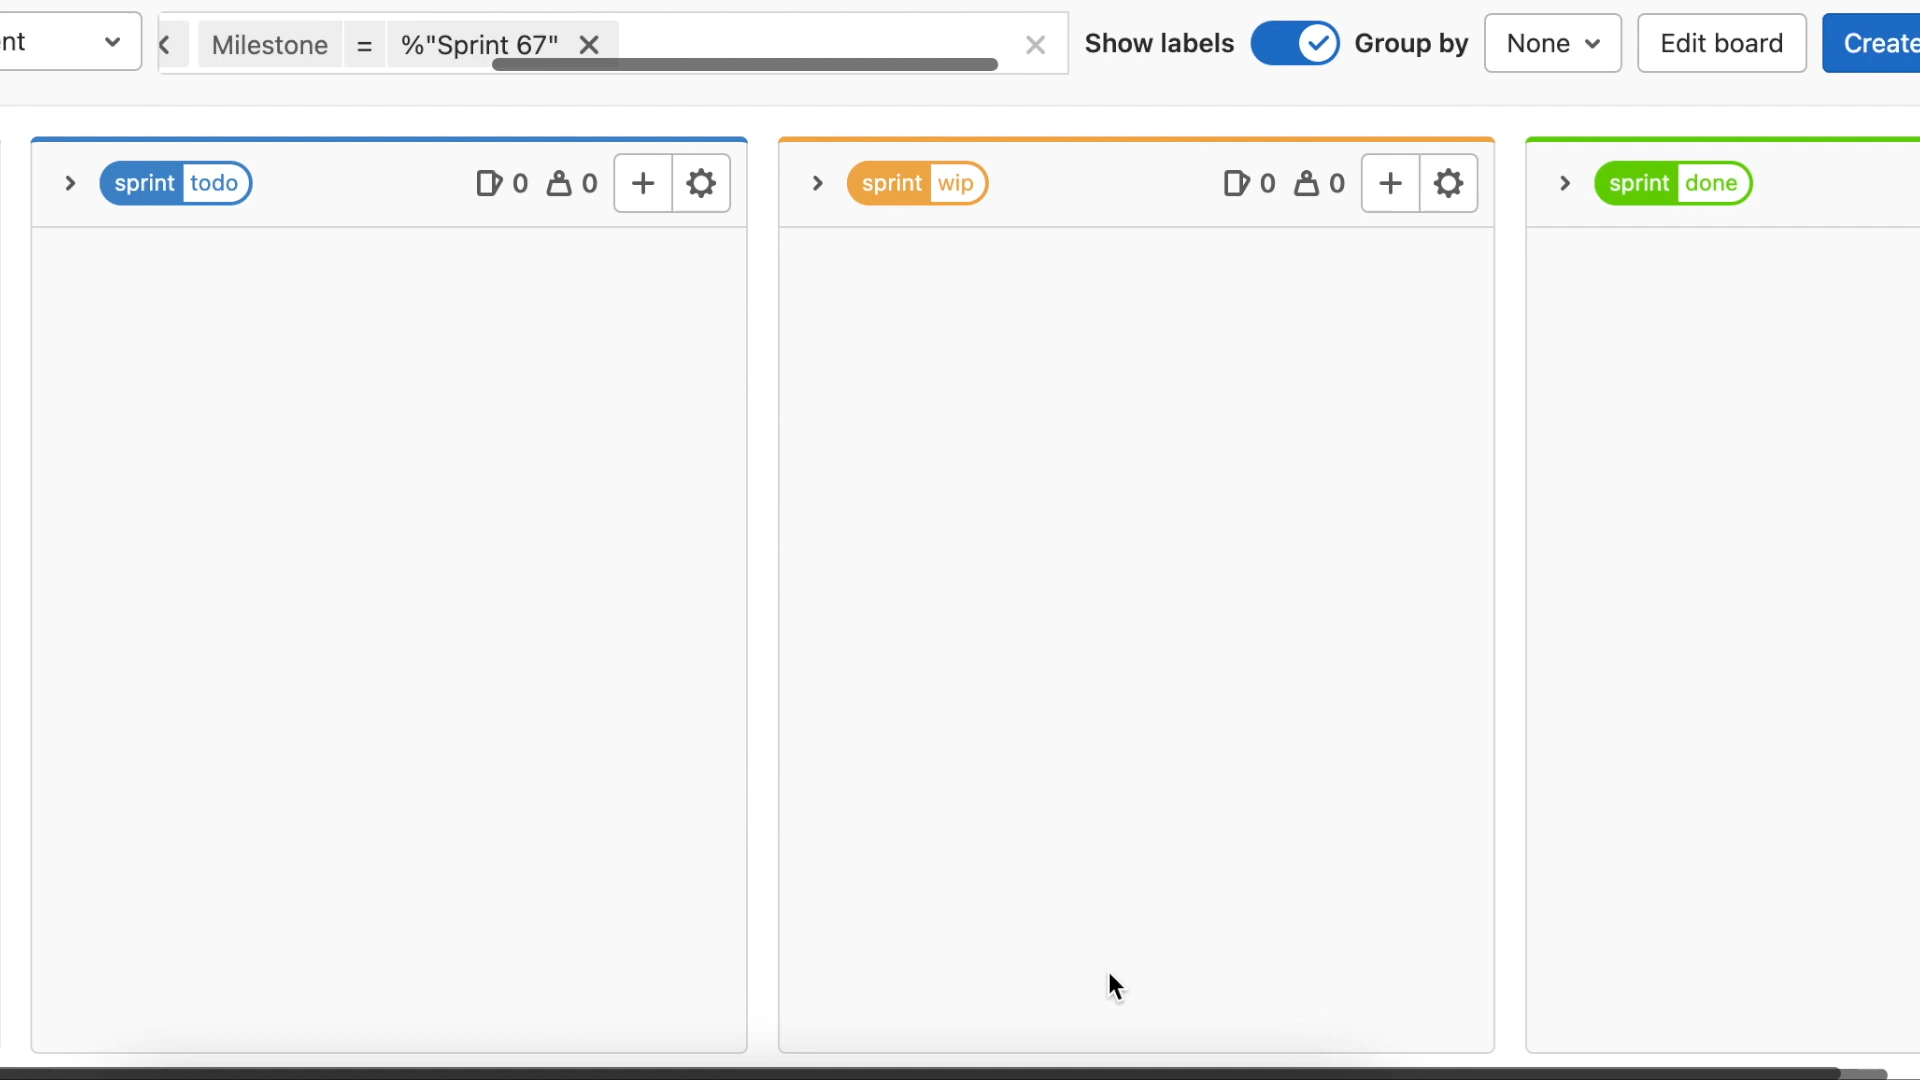 nt Milestone = %"Sprint 67" Show labels Group by None Edit board Create
sprint todo 0 0 sprint wip 0 0 sprint done